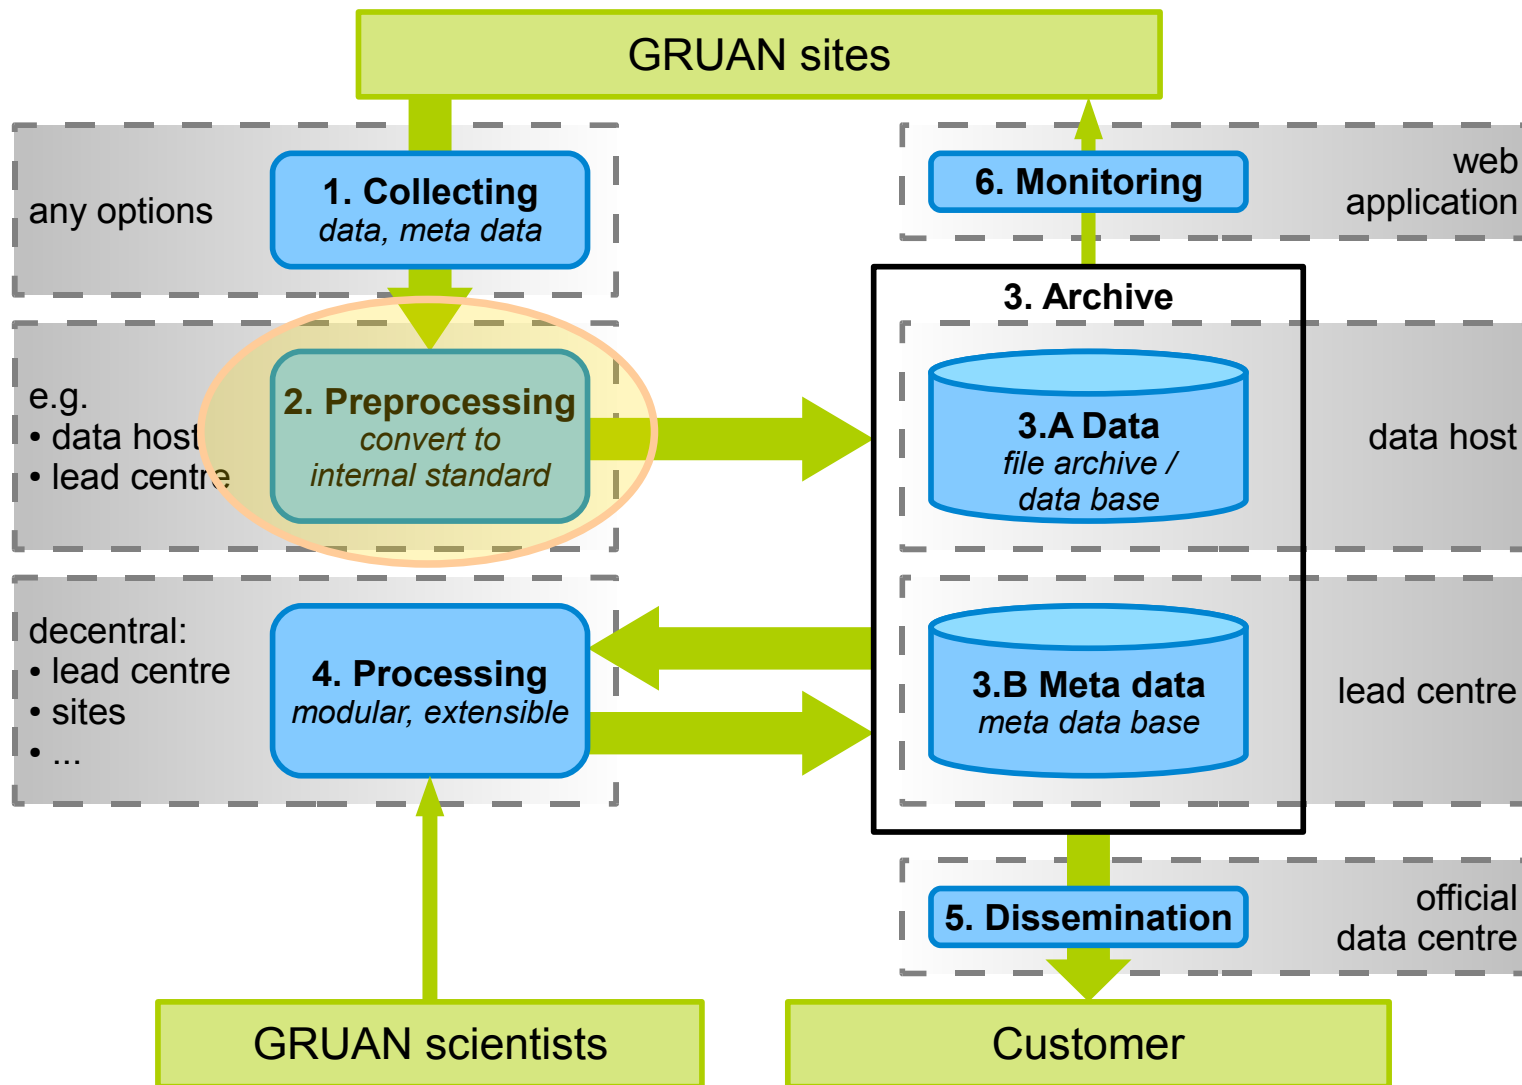 GRUAN sites
any options
1. Collecting
data, meta data
6. Monitoring
web
application
3. Archive
e.g.
• data host
• lead centre
2. Preprocessing
convert to
internal standard
3.A Data
file archive /
data base
data host
decentral:
• lead centre
• sites
• ...
4. Processing
modular, extensible
3.B Meta data
meta data base
lead centre
5. Dissemination
official
data centre
GRUAN scientists
Customer